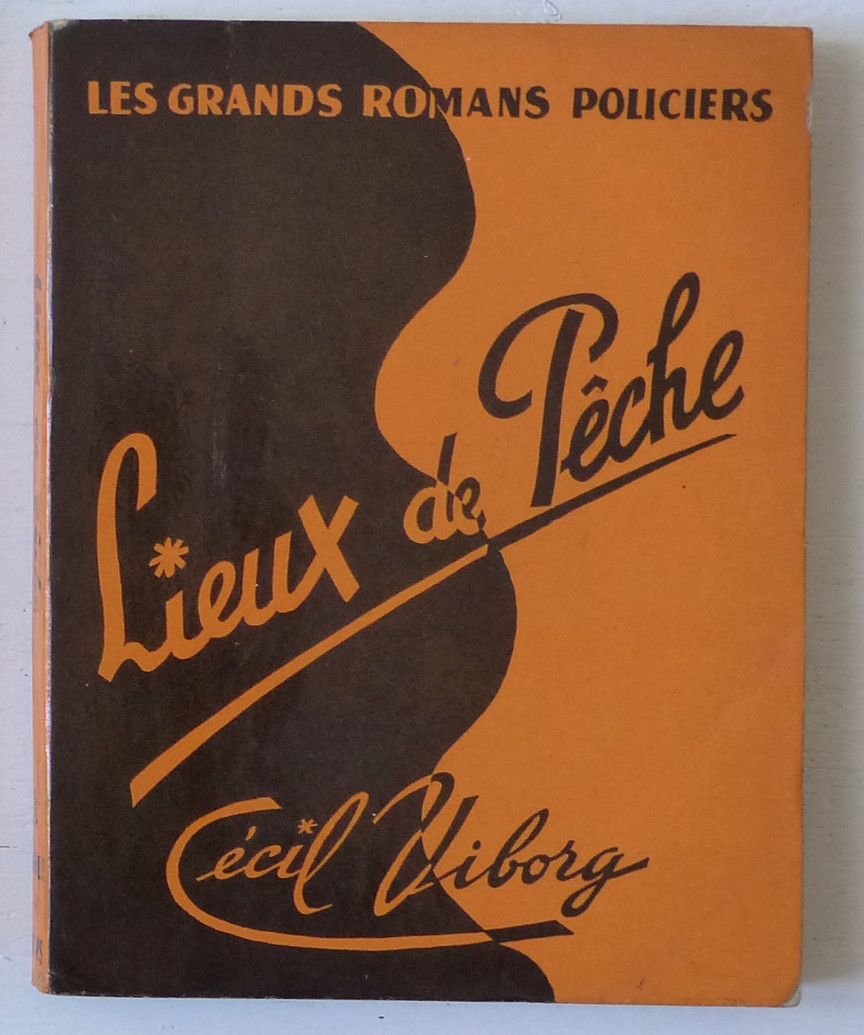 LES GRANDS ROMANS POLICIERS
Lieux de Pêche
Cécil Viborg